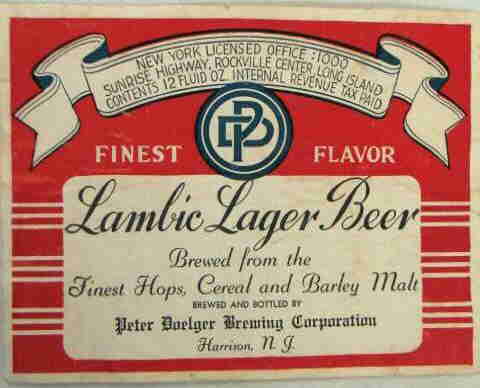 NEW YORK LICENSED OFFICE : 1000
SUNRISE HIGHWAY, ROCKVILLE CENTER, LONG ISLAND
CONTENTS 12 FLUID OZ. INTERNAL REVENUE TAX PAID
PD
FINEST FLAVOR
Lambic Lager Beer
Brewed from the
Finest Hops, Cereal and Barley Malt
BREWED AND BOTTLED BY
Peter Doelger Brewing Corporation
Harrison, N. J.